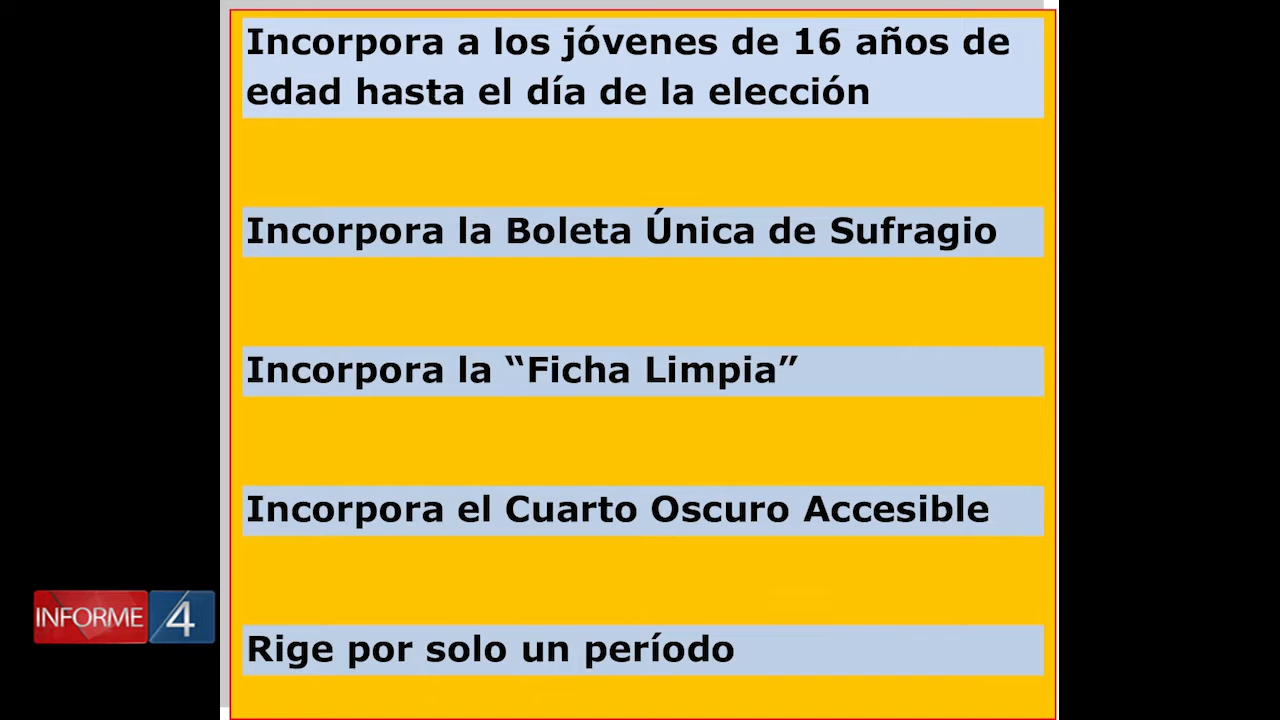 Incorpora a los jóvenes de 16 años de
edad hasta el día de la elección
Incorpora la Boleta Única de Sufragio
Incorpora la “Ficha Limpia”
Incorpora el Cuarto Oscuro Accesible
INFORME 4
Rige por solo un período